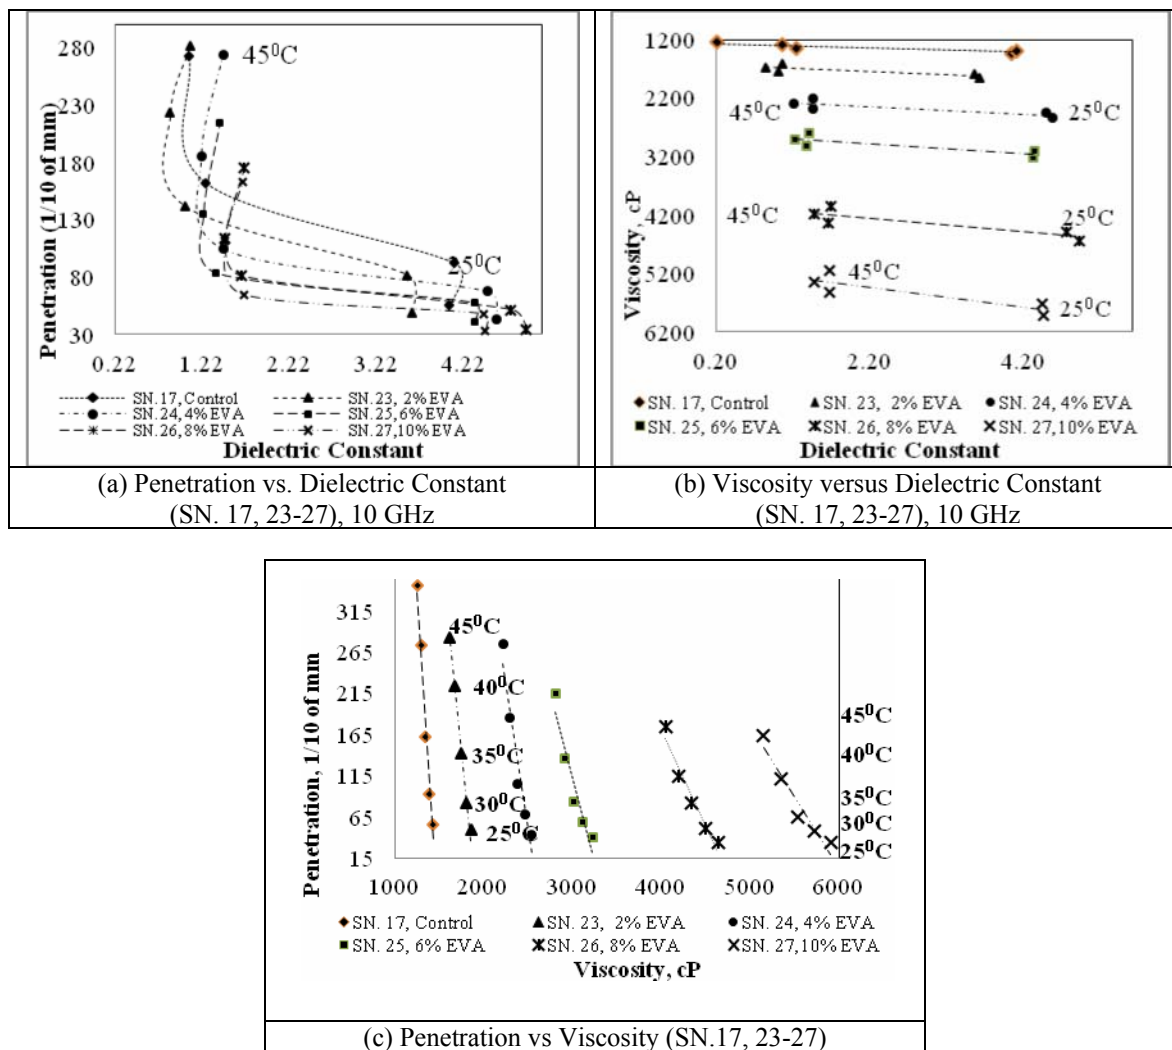 280
230
180
130
80
30
Penetration (1/10 of mm)
45⁰C
25⁰C
0.22 1.22 2.22 3.22 4.22
SN. 17, Control SN. 23, 2% EVA
SN. 24, 4% EVA SN. 25, 6% EVA
SN. 26, 8% EVA SN. 27, 10% EVA
Dielectric Constant
(a) Penetration vs. Dielectric Constant
(SN. 17, 23-27), 10 GHz
1200
2200
3200
4200
5200
6200
Viscosity, cP
45⁰C 25⁰C
45⁰C 25⁰C
45⁰C
25⁰C
0.20 2.20 4.20
SN. 17, Control SN. 23, 2% EVA SN. 24, 4% EVA
SN. 25, 6% EVA SN. 26, 8% EVA SN. 27, 10% EVA
Dielectric Constant
(b) Viscosity versus Dielectric Constant
(SN. 17, 23-27), 10 GHz
315
265
215
165
115
65
15
Penetration, 1/10 of mm
45⁰C
40⁰C
35⁰C
30⁰C
25⁰C
45⁰C
40⁰C
35⁰C
30⁰C
25⁰C
1000 2000 3000 4000 5000 6000
SN. 17, Control SN. 23, 2% EVA SN. 24, 4% EVA
SN. 25, 6% EVA SN. 26, 8% EVA SN. 27, 10% EVA
Viscosity, cP
(c) Penetration vs Viscosity (SN.17, 23-27)